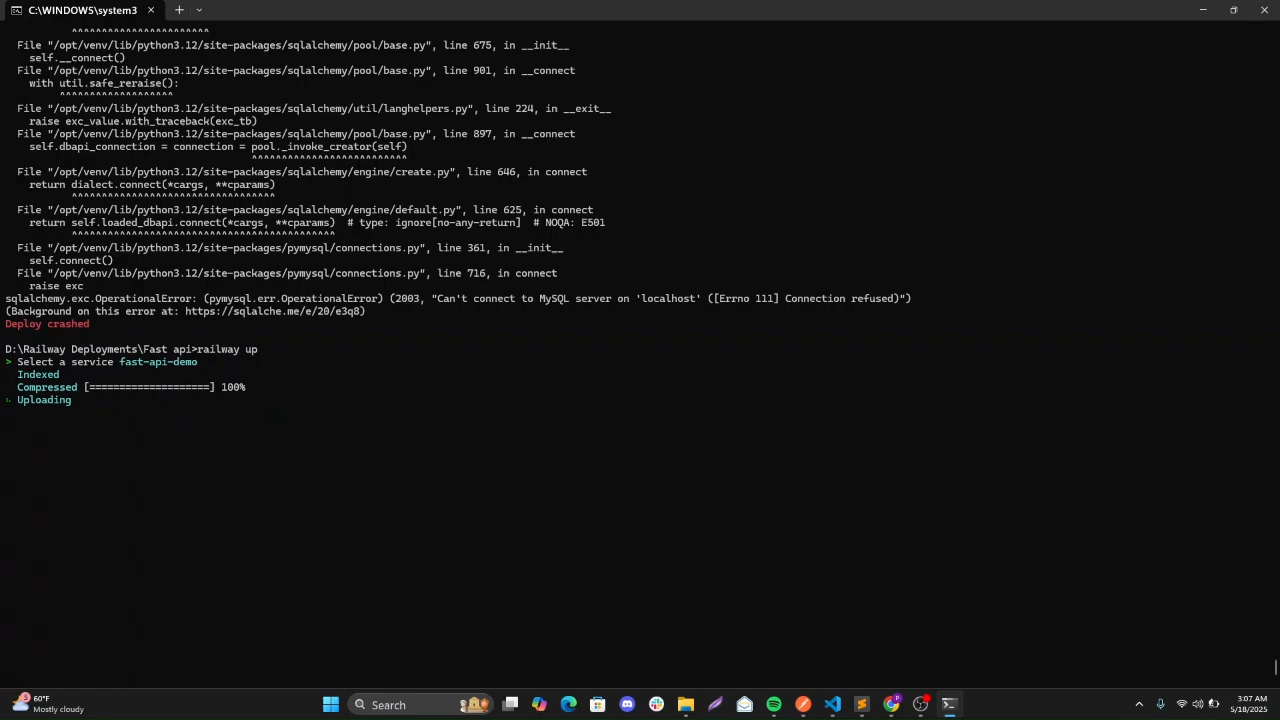 C:\WINDOWS\system3
^^^^^^^^^^^^^^^^^^^^^^^
File "/opt/venv/lib/python3.12/site-packages/sqlalchemy/pool/base.py", line 675, in __init__
self.__connect()
File "/opt/venv/lib/python3.12/site-packages/sqlalchemy/pool/base.py", line 901, in __connect
with util.safe_reraise():
^^^^^^^^^^^^^^^^^^^
File "/opt/venv/lib/python3.12/site-packages/sqlalchemy/util/langhelpers.py", line 224, in __exit__
raise exc_value.with_traceback(exc_tb)
File "/opt/venv/lib/python3.12/site-packages/sqlalchemy/pool/base.py", line 897, in __connect
self.dbapi_connection = connection = pool._invoke_creator(self)
^^^^^^^^^^^^^^^^^^^^^^^^^^
File "/opt/venv/lib/python3.12/site-packages/sqlalchemy/engine/create.py", line 646, in connect
return dialect.connect(*cargs, **cparams)
^^^^^^^^^^^^^^^^^^^^^^^^^^^^^^^^^^
File "/opt/venv/lib/python3.12/site-packages/sqlalchemy/engine/default.py", line 625, in connect
return self.loaded_dbapi.connect(*cargs, **cparams)  # type: ignore[no-any-return]  # NOQA: E501
^^^^^^^^^^^^^^^^^^^^^^^^^^^^^^^^^^^^^^^^^^^^
File "/opt/venv/lib/python3.12/site-packages/pymysql/connections.py", line 361, in __init__
self.connect()
File "/opt/venv/lib/python3.12/site-packages/pymysql/connections.py", line 716, in connect
raise exc
sqlalchemy.exc.OperationalError: (pymysql.err.OperationalError) (2003, "Can't connect to MySQL server on 'localhost' ([Errno 111] Connection refused)")
(Background on this error at: https://sqlalche.me/e/20/e3q8)
Deploy crashed
D:\Railway Deployments\Fast api>railway up
> Select a service fast-api-demo
Indexed
Compressed [====================] 100%
Uploading
60°F
Mostly cloudy
Search
3:07 AM
5/18/2025